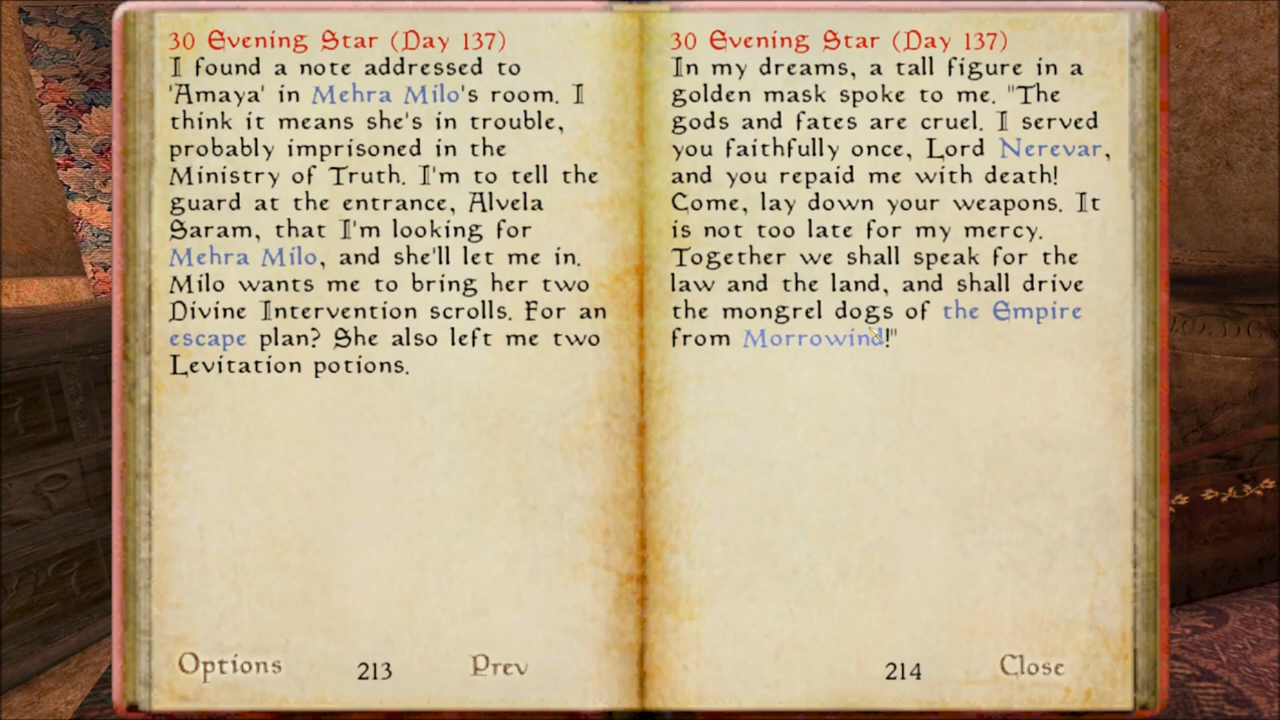 30 Evening Star (Day 137)
I found a note addressed to
'Amaya' in Mehra Milo's room. I
think it means she's in trouble,
probably imprisoned in the
Ministry of Truth. I'm to tell the
guard at the entrance, Alvela
Saram, that I'm looking for
Mehra Milo, and she'll let me in.
Milo wants me to bring her two
Divine Intervention scrolls. For an
escape plan? She also left me two
Levitation potions.
Options
213
Prev
30 Evening Star (Day 137)
In my dreams, a tall figure in a
golden mask spoke to me. "The
gods and fates are cruel. I served
you faithfully once, Lord Nerevar,
and you repaid me with death!
Come, lay down your weapons. It
is not too late for my mercy.
Together we shall speak for the
law and the land, and shall drive
the mongrel dogs of the Empire
from Morrowind!"
214
Close